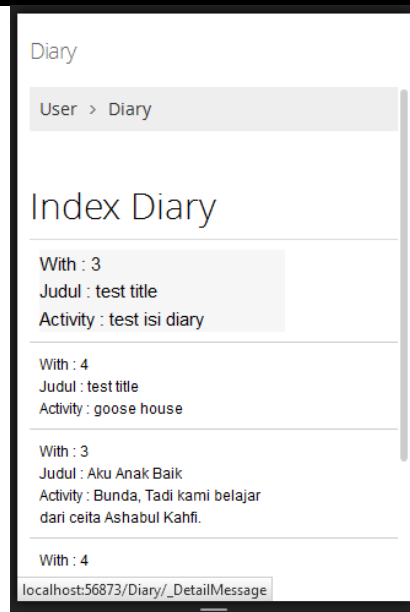 Diary
User > Diary
Index Diary
With : 3
Judul : test title
Activity : test isi diary
With : 4
Judul : test title
Activity : goose house
With : 3
Judul : Aku Anak Baik
Activity : Bunda, Tadi kami belajar
dari ceita Ashabul Kahfi.
With : 4
localhost:56873/Diary/_DetailMessage